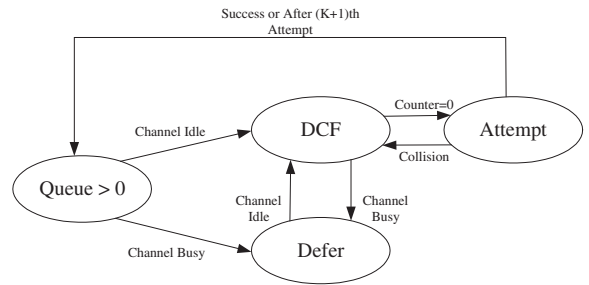 Success or After (K+1)th
Attempt
Counter=0
DCF
Attempt
Channel Idle
Collision
Queue > 0
Channel
Idle
Channel
Busy
Channel Busy
Defer